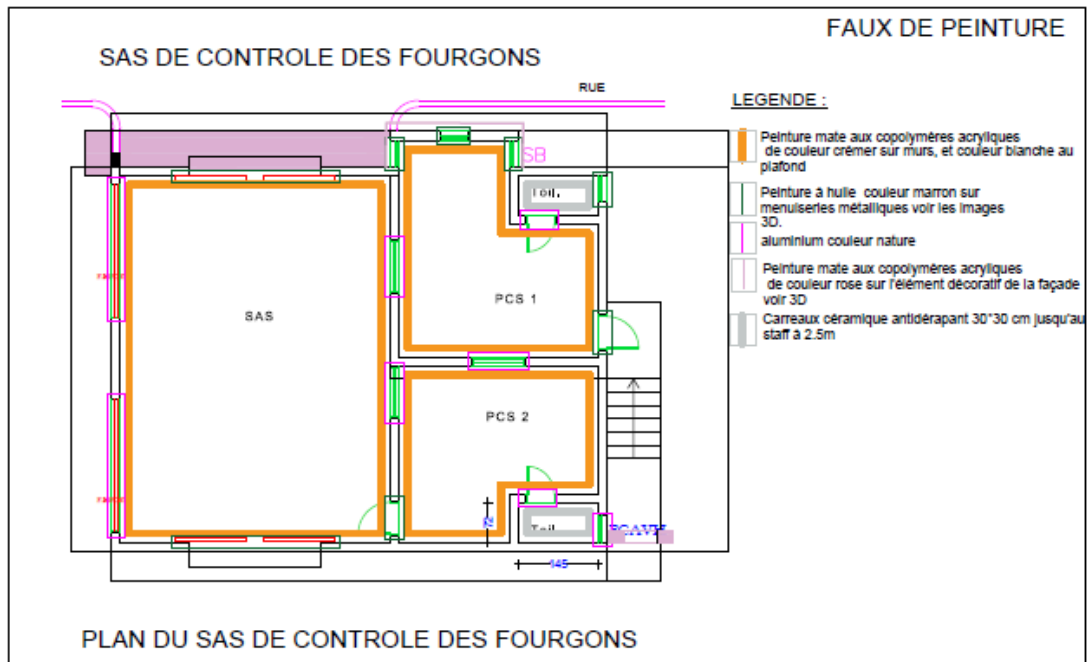 FAUX DE PEINTURE
SAS DE CONTROLE DES FOURGONS
RUE
LEGENDE :
Peinture mate aux copolymères acryliques
de couleur crémer sur murs, et couleur blanche au
plafond
Peinture à huile couleur marron sur
menuiseries métalliques voir les images
3D.
aluminium couleur nature
Peinture mate aux copolymères acryliques
de couleur rose sur l'élément décoratif de la façade
voir 3D
Carreaux céramique antidérapant 30*30 cm jusqu'au
staff à 2.5m
SB
Toil.
PCS 1
SAS
PCS 2
72
Toil
145
PLAN DU SAS DE CONTROLE DES FOURGONS